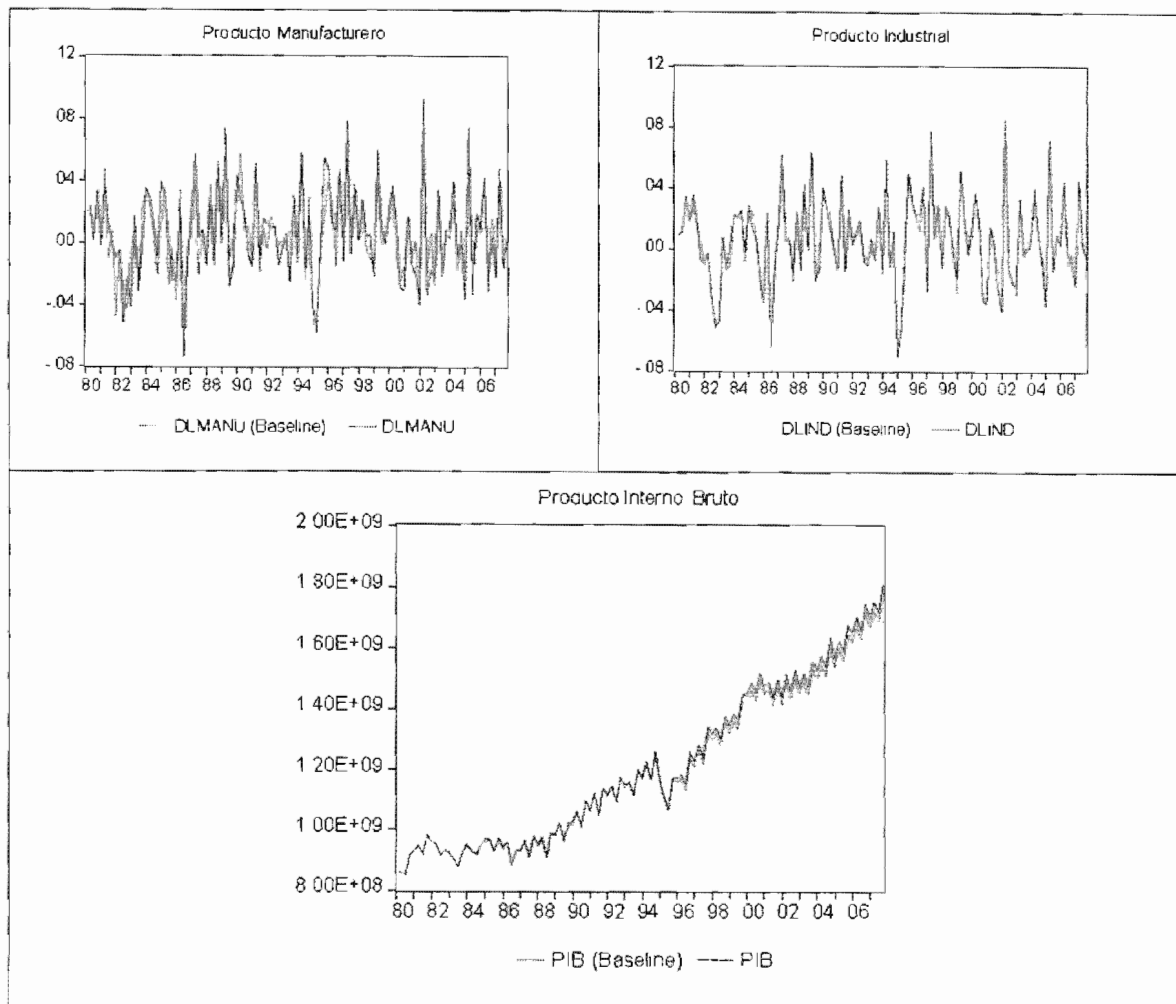 Producto Manufacturero
12
08
04
00
-.04
-.08
80 82 84 86 88 90 92 94 96 98 00 02 04 06
DLMANU (Baseline) DLMANU
Producto Industrial
12
08
04
00
-.04
-.08
80 82 84 86 88 90 92 94 96 98 00 02 04 06
DLIND (Baseline) DLIND
Producto Interno Bruto
2 00E+09
1 80E+09
1 60E+09
1 40E+09
1 20E+09
1 00E+09
8 00E+08
80 82 84 86 88 90 92 94 96 98 00 02 04 06
PIB (Baseline) PIB